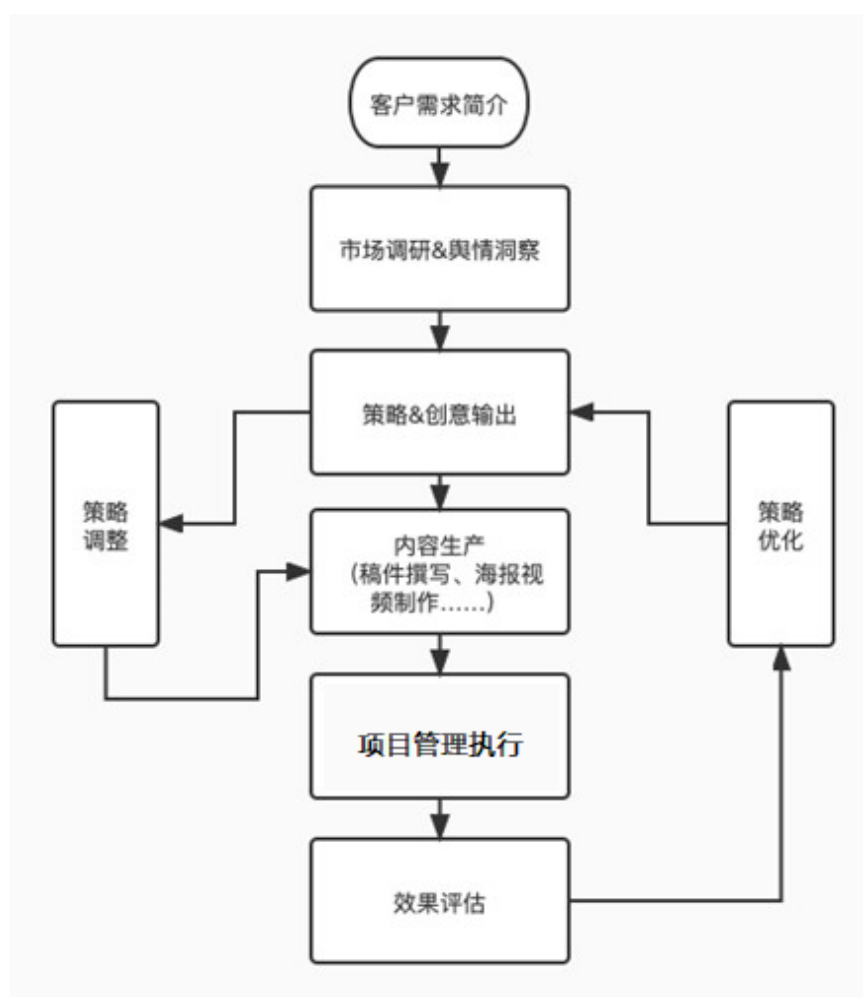 客户需求简介
市场调研&舆情洞察
策略&创意输出
策略
调整
策略
优化
内容生产
（稿件撰写、海报视
频制作……）
项目管理执行
效果评估